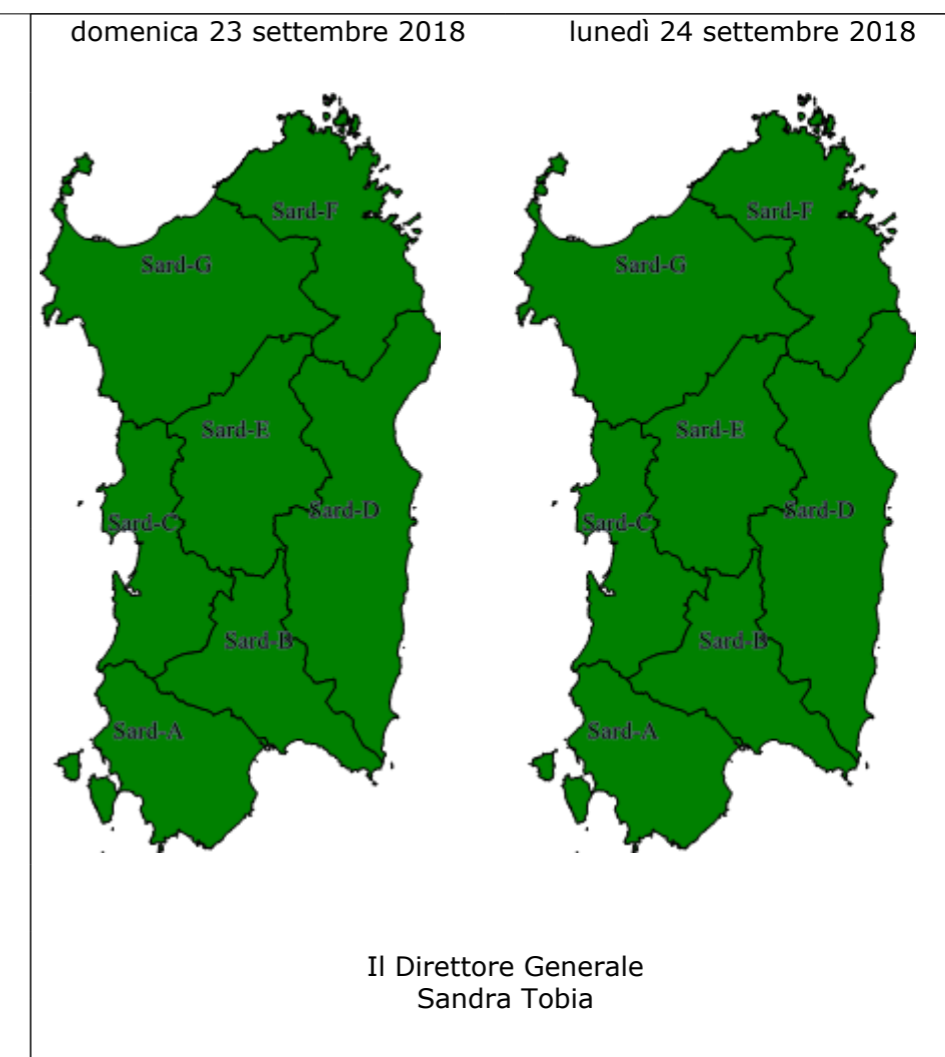 domenica 23 settembre 2018
lunedì 24 settembre 2018
Sard-F
Sard-G
Sard-E
Sard-D
Sard-C
Sard-B
Sard-A
Sard-F
Sard-G
Sard-E
Sard-D
Sard-C
Sard-B
Sard-A
Il Direttore Generale
Sandra Tobia